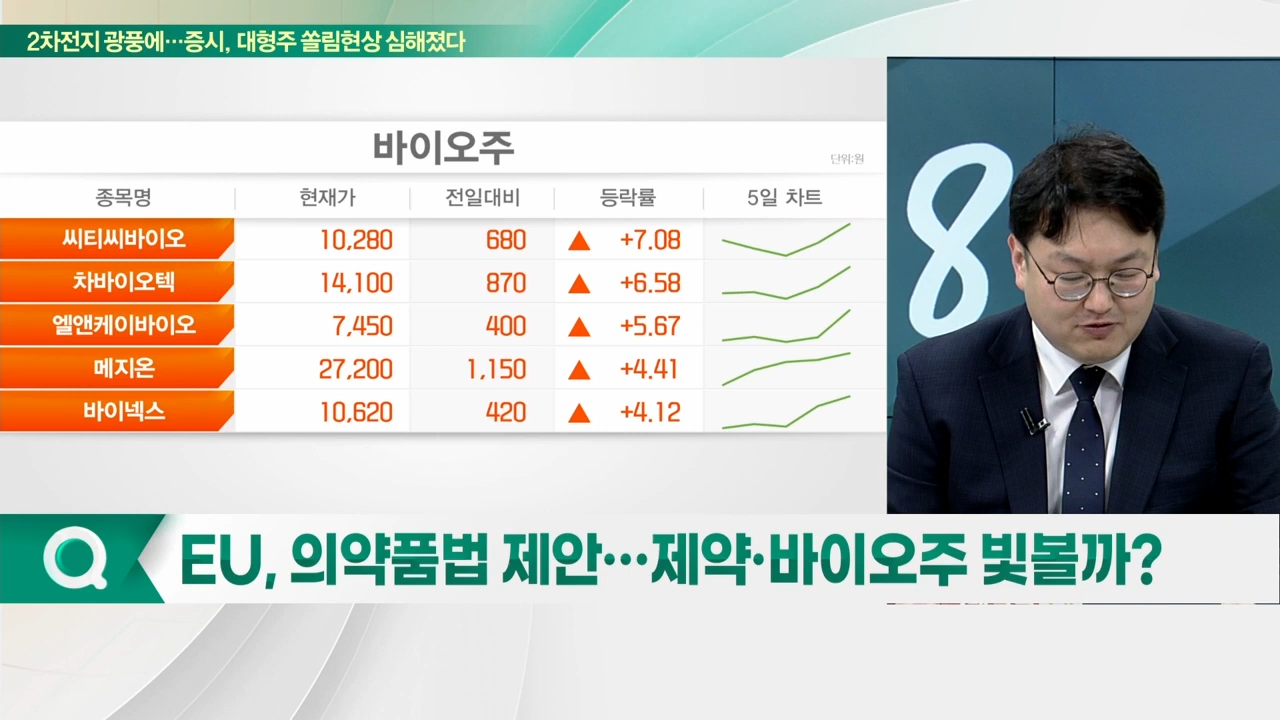 2차전지 광풍에…증시, 대형주 쏠림현상 심해졌다
바이오주
단위:원
종목명 현재가 전일대비 등락률 5일 차트
씨티씨바이오 10,280 680 ▲ +7.08
차바이오텍 14,100 870 ▲ +6.58
엘앤케이바이오 7,450 400 ▲ +5.67
메지온 27,200 1,150 ▲ +4.41
바이넥스 10,620 420 ▲ +4.12
8
Q EU, 의약품법 제안…제약·바이오주 빛볼까?